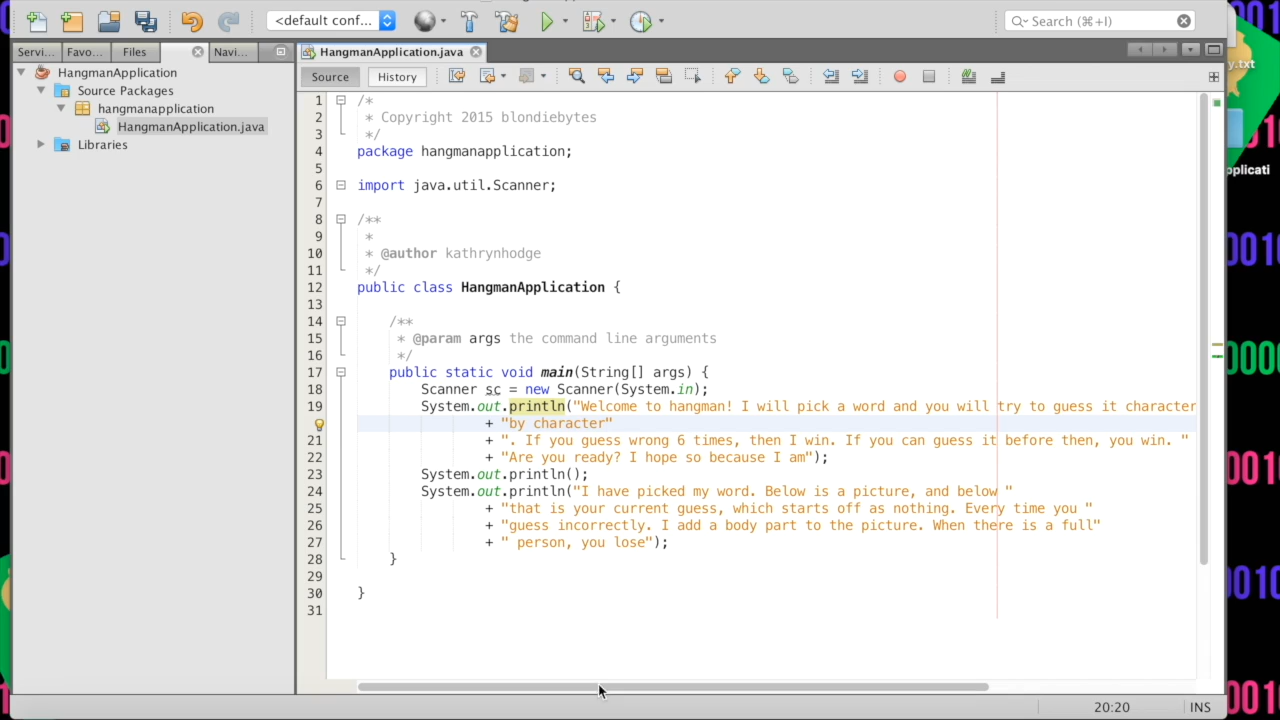 <default conf...
Search (⌘+I)
Servi...
Favo...
Files
Navi...
HangmanApplication.java
Source
History
HangmanApplication
Source Packages
hangmanapplication
HangmanApplication.java
Libraries
1 /*
2 * Copyright 2015 blondiebytes
3 */
4 package hangmanapplication;
5
6 import java.util.Scanner;
7
8 /**
9 *
10 * @author kathrynhodge
11 */
12 public class HangmanApplication {
13
14 /**
15 * @param args the command line arguments
16 */
17 public static void main(String[] args) {
18 Scanner sc = new Scanner(System.in);
19 System.out.println("Welcome to hangman! I will pick a word and you will try to guess it character
+ "by character"
21 + ". If you guess wrong 6 times, then I win. If you can guess it before then, you win. "
22 + "Are you ready? I hope so because I am");
23 System.out.println();
24 System.out.println("I have picked my word. Below is a picture, and below "
25 + "that is your current guess, which starts off as nothing. Every time you "
26 + "guess incorrectly. I add a body part to the picture. When there is a full"
27 + " person, you lose");
28 }
29
30 }
31
20:20
INS
y.txt
pplicati